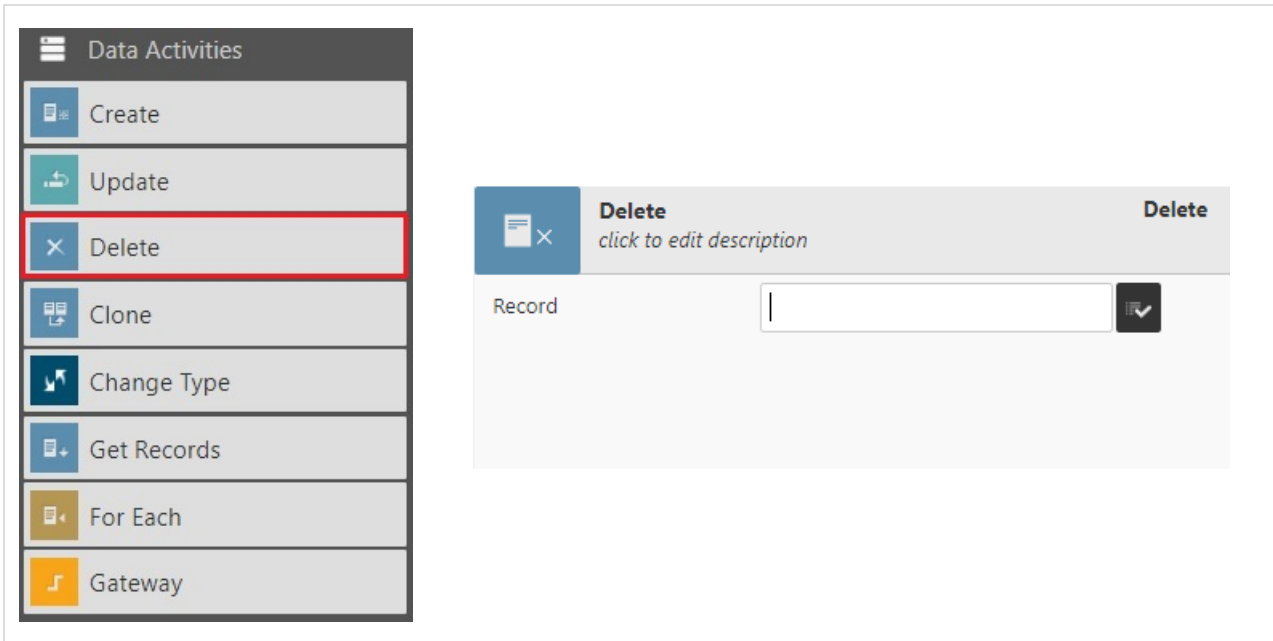 Data Activities
Create
Update
Delete
Clone
Change Type
Get Records
For Each
Gateway
Delete Delete
click to edit description
Record